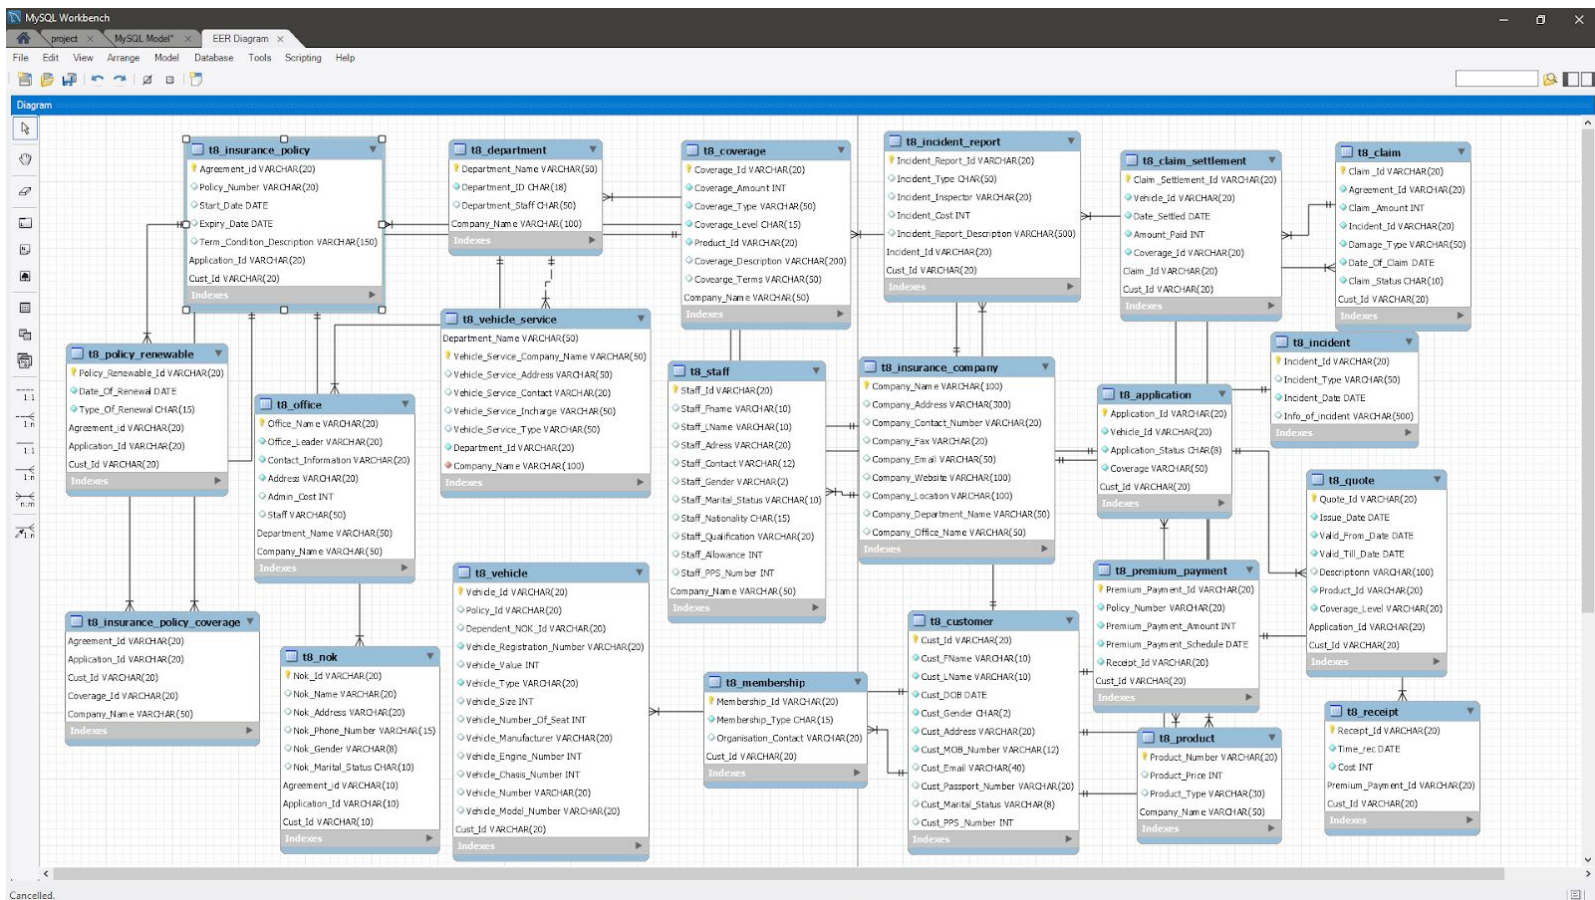 MySQL Workbench
project
MySQL Model*
EER Diagram
File Edit View Arrange Model Database Tools Scripting Help
Diagram
1:1
1:n
1:1
1:n
n:m
1:n
t8_insurance_policy
Agreement_id VARCHAR(20)
Policy_Number VARCHAR(20)
Start_Date DATE
Expiry_Date DATE
Term_Condition_Description VARCHAR(150)
Application_Id VARCHAR(20)
Cust_Id VARCHAR(20)
Indexes
t8_department
Department_Name VARCHAR(50)
Department_ID CHAR(18)
Department_Staff CHAR(50)
Company_Name VARCHAR(100)
Indexes
t8_coverage
Coverage_Id VARCHAR(20)
Coverage_Amount INT
Coverage_Type VARCHAR(50)
Coverage_Level CHAR(15)
Product_Id VARCHAR(20)
Coverage_Description VARCHAR(200)
Covearge_Terms VARCHAR(50)
Company_Name VARCHAR(50)
Indexes
t8_incident_report
Incident_Report_Id VARCHAR(20)
Incident_Type CHAR(50)
Incident_Inspector VARCHAR(20)
Incident_Cost INT
Incident_Report_Description VARCHAR(500)
Incident_Id VARCHAR(20)
Cust_Id VARCHAR(20)
Indexes
t8_claim_settlement
Claim_Settlement_Id VARCHAR(20)
Vehicle_Id VARCHAR(20)
Date_Settled DATE
Amount_Paid INT
Coverage_Id VARCHAR(20)
Claim_Id VARCHAR(20)
Cust_Id VARCHAR(20)
Indexes
t8_claim
Claim_Id VARCHAR(20)
Agreement_Id VARCHAR(20)
Claim_Amount INT
Incident_Id VARCHAR(20)
Damage_Type VARCHAR(50)
Date_Of_Claim DATE
Claim_Status CHAR(10)
Cust_Id VARCHAR(20)
Indexes
t8_policy_renewable
Policy_Renewable_Id VARCHAR(20)
Date_Of_Renewal DATE
Type_Of_Renewal CHAR(15)
Agreement_id VARCHAR(20)
Application_Id VARCHAR(20)
Cust_Id VARCHAR(20)
Indexes
t8_office
Office_Name VARCHAR(20)
Office_Leader VARCHAR(20)
Contact_Information VARCHAR(20)
Address VARCHAR(20)
Admin_Cost INT
Staff VARCHAR(50)
Department_Name VARCHAR(50)
Company_Name VARCHAR(50)
Indexes
t8_vehicle_service
Department_Name VARCHAR(50)
Vehicle_Service_Company_Name VARCHAR(50)
Vehicle_Service_Address VARCHAR(50)
Vehicle_Service_Contact VARCHAR(20)
Vehicle_Service_Incharge VARCHAR(50)
Vehicle_Service_Type VARCHAR(50)
Department_Id VARCHAR(20)
Company_Name VARCHAR(100)
Indexes
t8_staff
Staff_Id VARCHAR(20)
Staff_Fname VARCHAR(10)
Staff_LName VARCHAR(10)
Staff_Adress VARCHAR(20)
Staff_Contact VARCHAR(12)
Staff_Gender VARCHAR(2)
Staff_Marital_Status VARCHAR(10)
Staff_Nationality CHAR(15)
Staff_Qualification VARCHAR(20)
Staff_Allowance INT
Staff_PPS_Number INT
Company_Name VARCHAR(50)
Indexes
t8_insurance_company
Company_Name VARCHAR(100)
Company_Address VARCHAR(300)
Company_Contact_Number VARCHAR(20)
Company_Fax VARCHAR(20)
Company_Email VARCHAR(50)
Company_Website VARCHAR(100)
Company_Location VARCHAR(100)
Company_Department_Name VARCHAR(50)
Company_Office_Name VARCHAR(50)
Indexes
t8_application
Application_Id VARCHAR(20)
Vehicle_Id VARCHAR(20)
Application_Status CHAR(8)
Coverage VARCHAR(50)
Cust_Id VARCHAR(20)
Indexes
t8_incident
Incident_Id VARCHAR(20)
Incident_Type VARCHAR(50)
Incident_Date DATE
Info_of_incident VARCHAR(500)
Indexes
t8_quote
Quote_Id VARCHAR(20)
Issue_Date DATE
Valid_From_Date DATE
Valid_Till_Date DATE
Descriptionn VARCHAR(100)
Product_Id VARCHAR(20)
Coverage_Level VARCHAR(20)
Application_Id VARCHAR(20)
Cust_Id VARCHAR(20)
Indexes
t8_insurance_policy_coverage
Agreement_Id VARCHAR(20)
Application_Id VARCHAR(20)
Cust_Id VARCHAR(20)
Coverage_Id VARCHAR(20)
Company_Name VARCHAR(50)
Indexes
t8_nok
Nok_Id VARCHAR(20)
Nok_Name VARCHAR(20)
Nok_Address VARCHAR(20)
Nok_Phone_Number VARCHAR(15)
Nok_Gender VARCHAR(8)
Nok_Marital_Status CHAR(10)
Agreement_id VARCHAR(10)
Application_Id VARCHAR(10)
Cust_Id VARCHAR(10)
Indexes
t8_vehicle
Vehicle_Id VARCHAR(20)
Policy_Id VARCHAR(20)
Dependent_NOK_Id VARCHAR(20)
Vehicle_Registration_Number VARCHAR(20)
Vehicle_Value INT
Vehicle_Type VARCHAR(20)
Vehicle_Size INT
Vehicle_Number_Of_Seat INT
Vehicle_Manufacturer VARCHAR(20)
Vehicle_Engine_Number INT
Vehicle_Chasis_Number INT
Vehicle_Number VARCHAR(20)
Vehicle_Model_Number VARCHAR(20)
Cust_Id VARCHAR(20)
Indexes
t8_membership
Membership_Id VARCHAR(20)
Membership_Type CHAR(15)
Organisation_Contact VARCHAR(20)
Cust_Id VARCHAR(20)
Indexes
t8_customer
Cust_Id VARCHAR(20)
Cust_FName VARCHAR(10)
Cust_LName VARCHAR(10)
Cust_DOB DATE
Cust_Gender CHAR(2)
Cust_Address VARCHAR(20)
Cust_MOB_Number VARCHAR(12)
Cust_Email VARCHAR(40)
Cust_Passport_Number VARCHAR(20)
Cust_Marital_Status VARCHAR(8)
Cust_PPS_Number INT
Indexes
t8_premium_payment
Premium_Payment_Id VARCHAR(20)
Policy_Number VARCHAR(20)
Premium_Payment_Amount INT
Premium_Payment_Schedule DATE
Receipt_Id VARCHAR(20)
Cust_Id VARCHAR(20)
Indexes
t8_product
Product_Number VARCHAR(20)
Product_Price INT
Product_Type VARCHAR(30)
Company_Name VARCHAR(50)
Indexes
t8_receipt
Receipt_Id VARCHAR(20)
Time_rec DATE
Cost INT
Premium_Payment_Id VARCHAR(20)
Cust_Id VARCHAR(20)
Indexes
Cancelled.